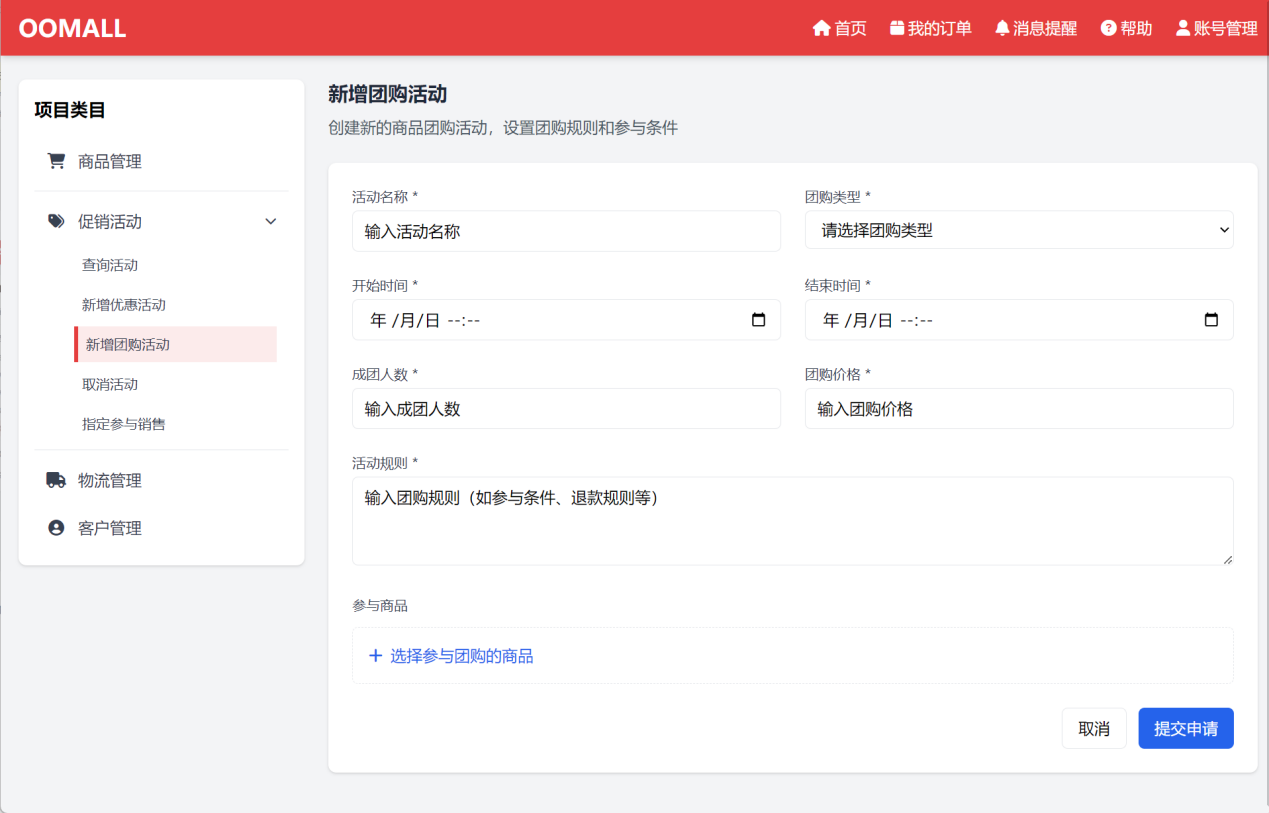 OOMALL
首页 我的订单 消息提醒 帮助 账号管理
项目类目
商品管理
促销活动
查询活动
新增优惠活动
新增团购活动
取消活动
指定参与销售
物流管理
客户管理
新增团购活动
创建新的商品团购活动，设置团购规则和参与条件
活动名称 * 团购类型 *
输入活动名称 请选择团购类型
开始时间 * 结束时间 *
年 /月/日 --:-- 年 /月/日 --:--
成团人数 * 团购价格 *
输入成团人数 输入团购价格
活动规则 *
输入团购规则（如参与条件、退款规则等）
参与商品
+ 选择参与团购的商品
取消 提交申请